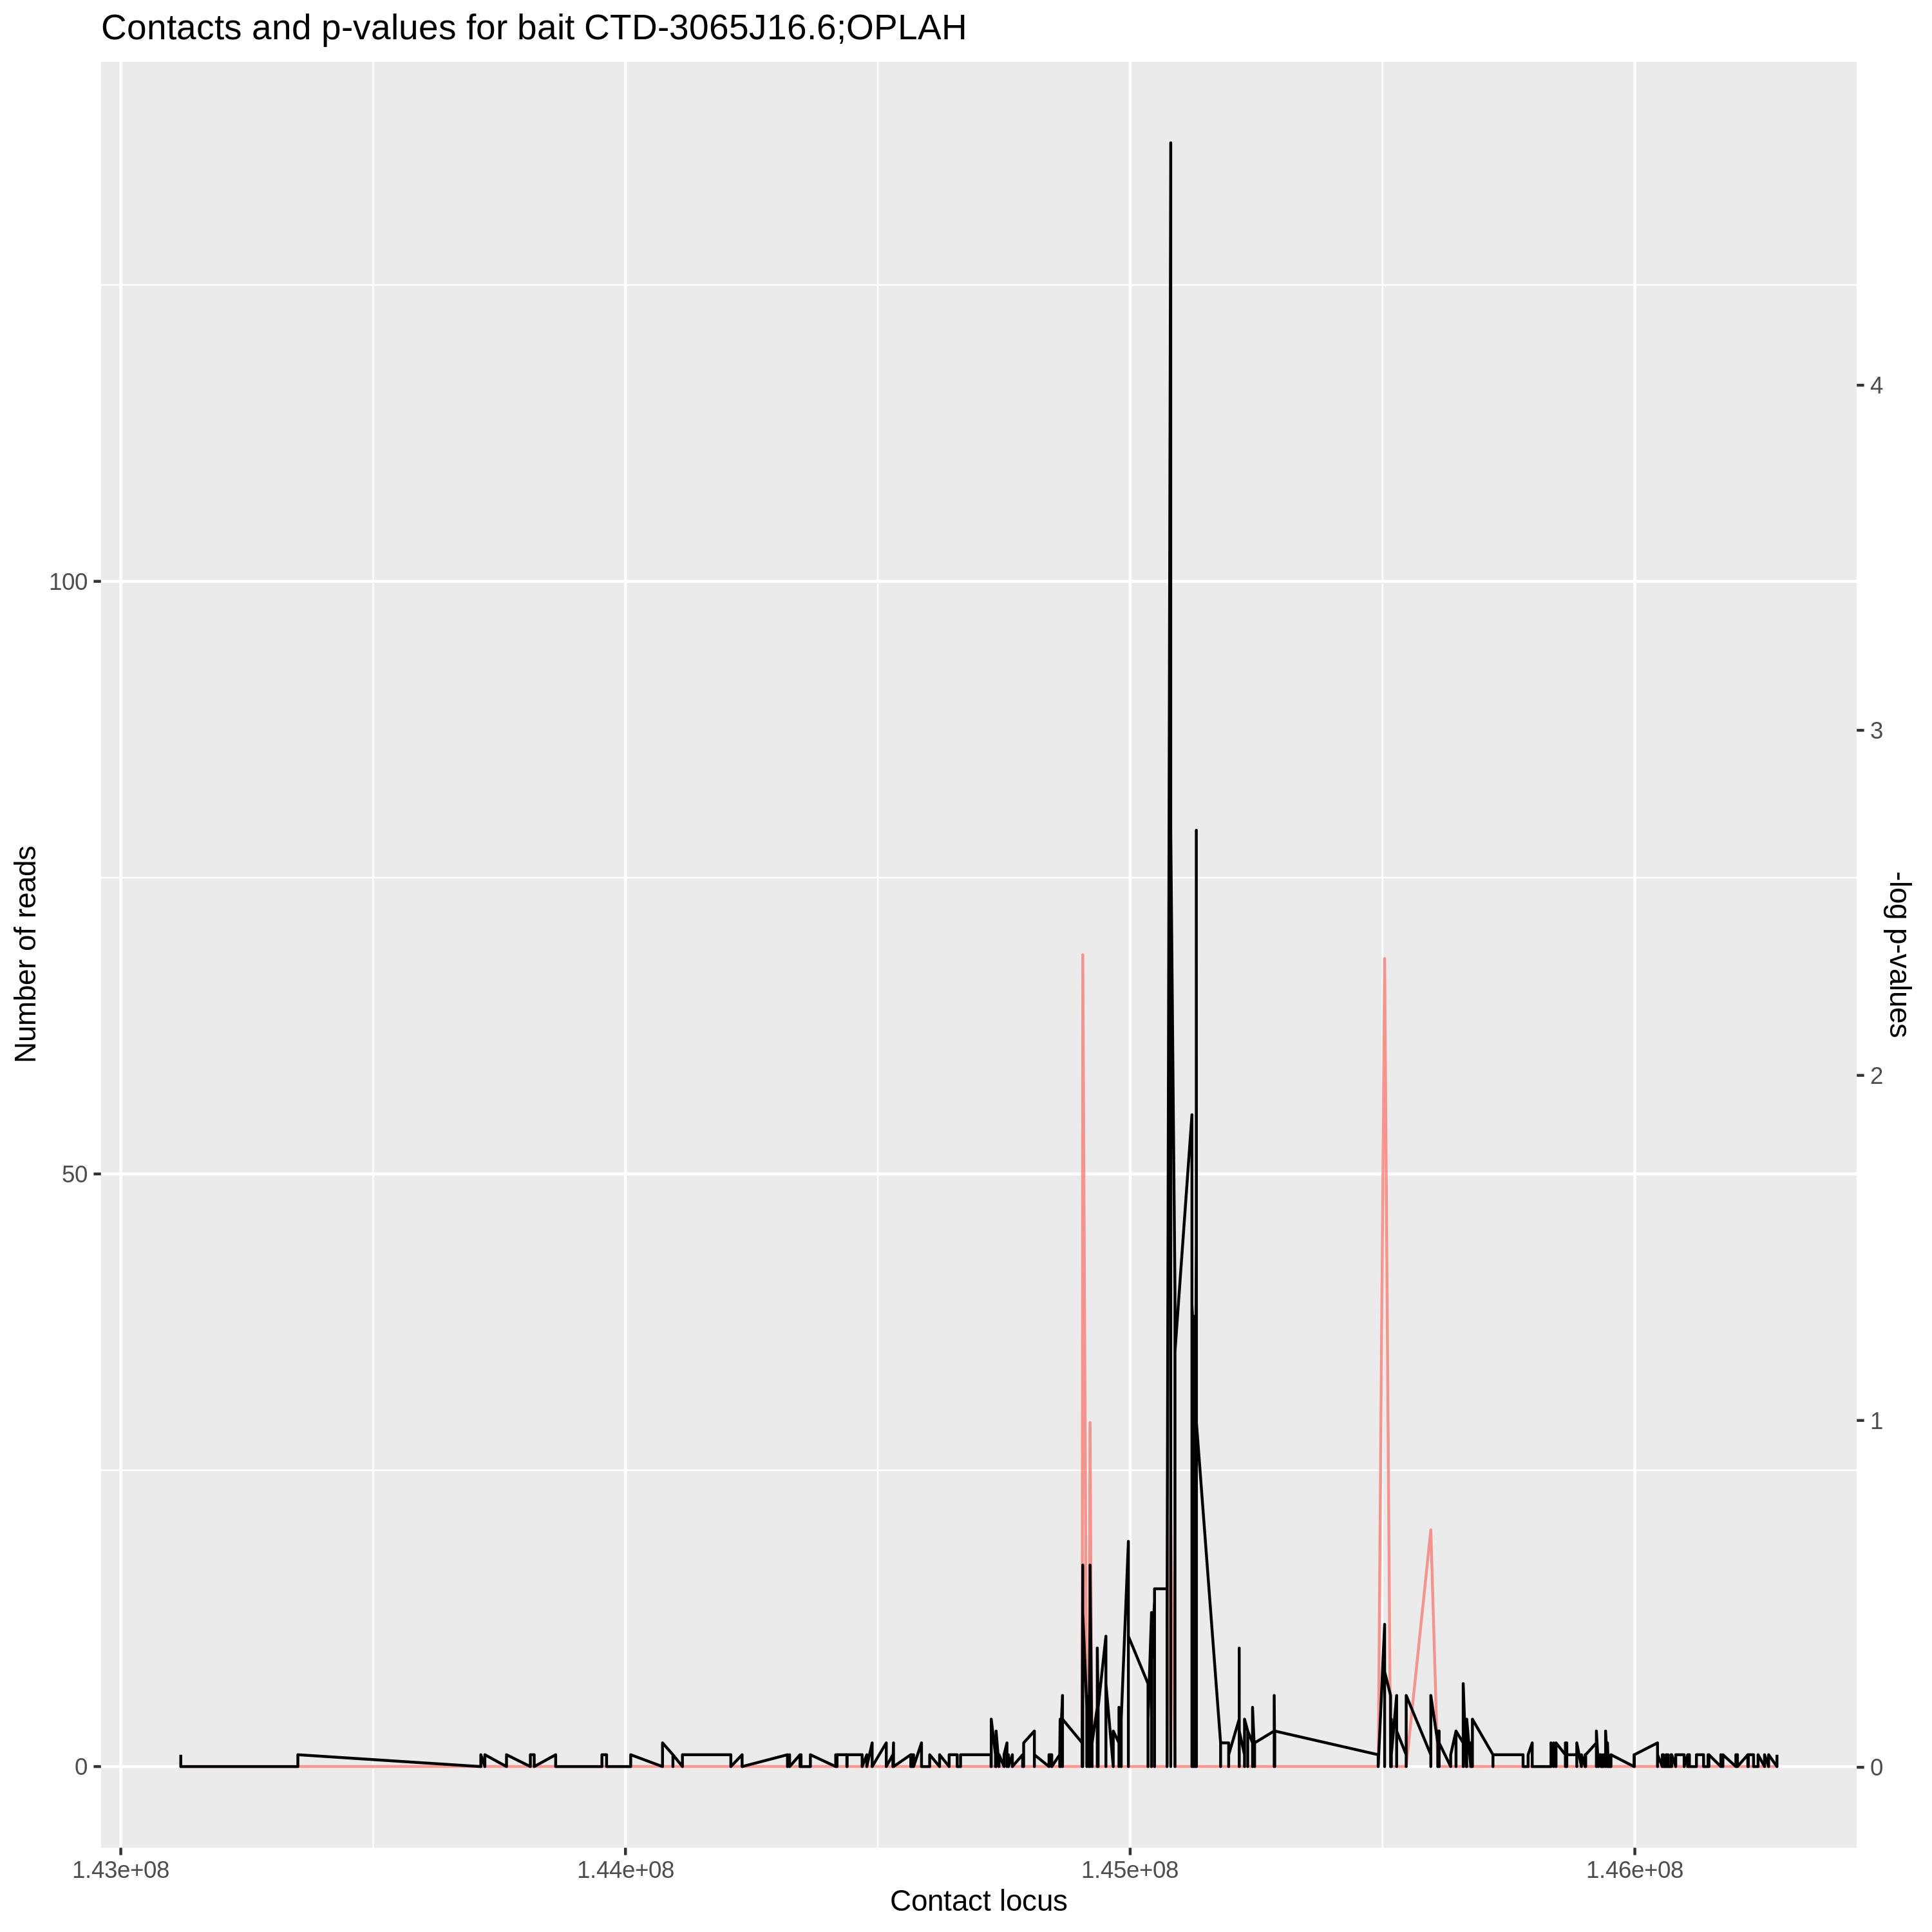 Contacts and p-values for bait CTD-3065J16.6;OPLAH
Number of reads
100
50
0
4
3
2
1
0
-log p-values
1.43e+08
1.44e+08
1.45e+08
1.46e+08
Contact locus